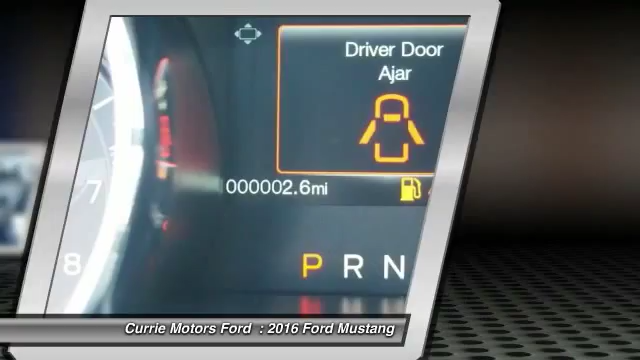 Driver Door
Ajar
7
000002.6mi
8
P R N
Currie Motors Ford : 2016 Ford Mustang